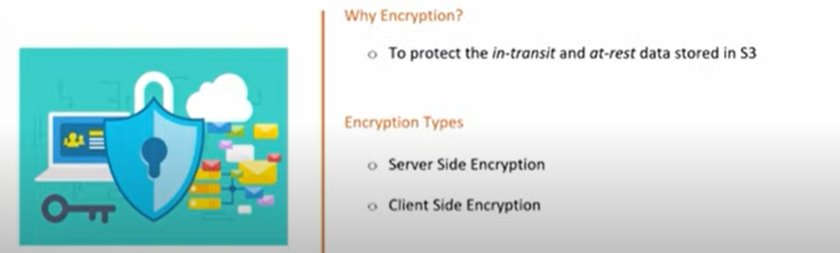 Why Encryption?
To protect the in-transit and at-rest data stored in S3
Encryption Types
Server Side Encryption
Client Side Encryption